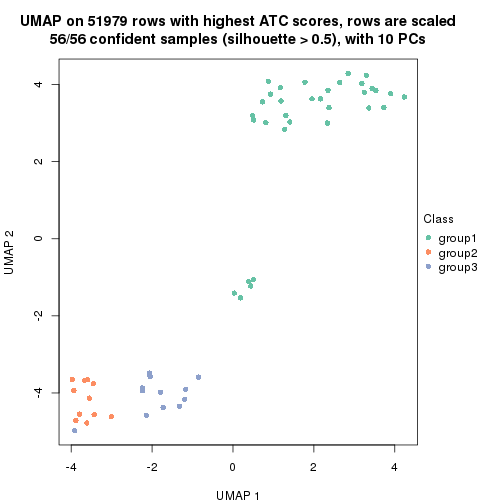 UMAP on 51979 rows with highest ATC scores, rows are scaled
56/56 confident samples (silhouette > 0.5), with 10 PCs
4
2
0
-2
-4
UMAP 2
-4
-2
0
2
4
UMAP 1
Class
group1
group2
group3